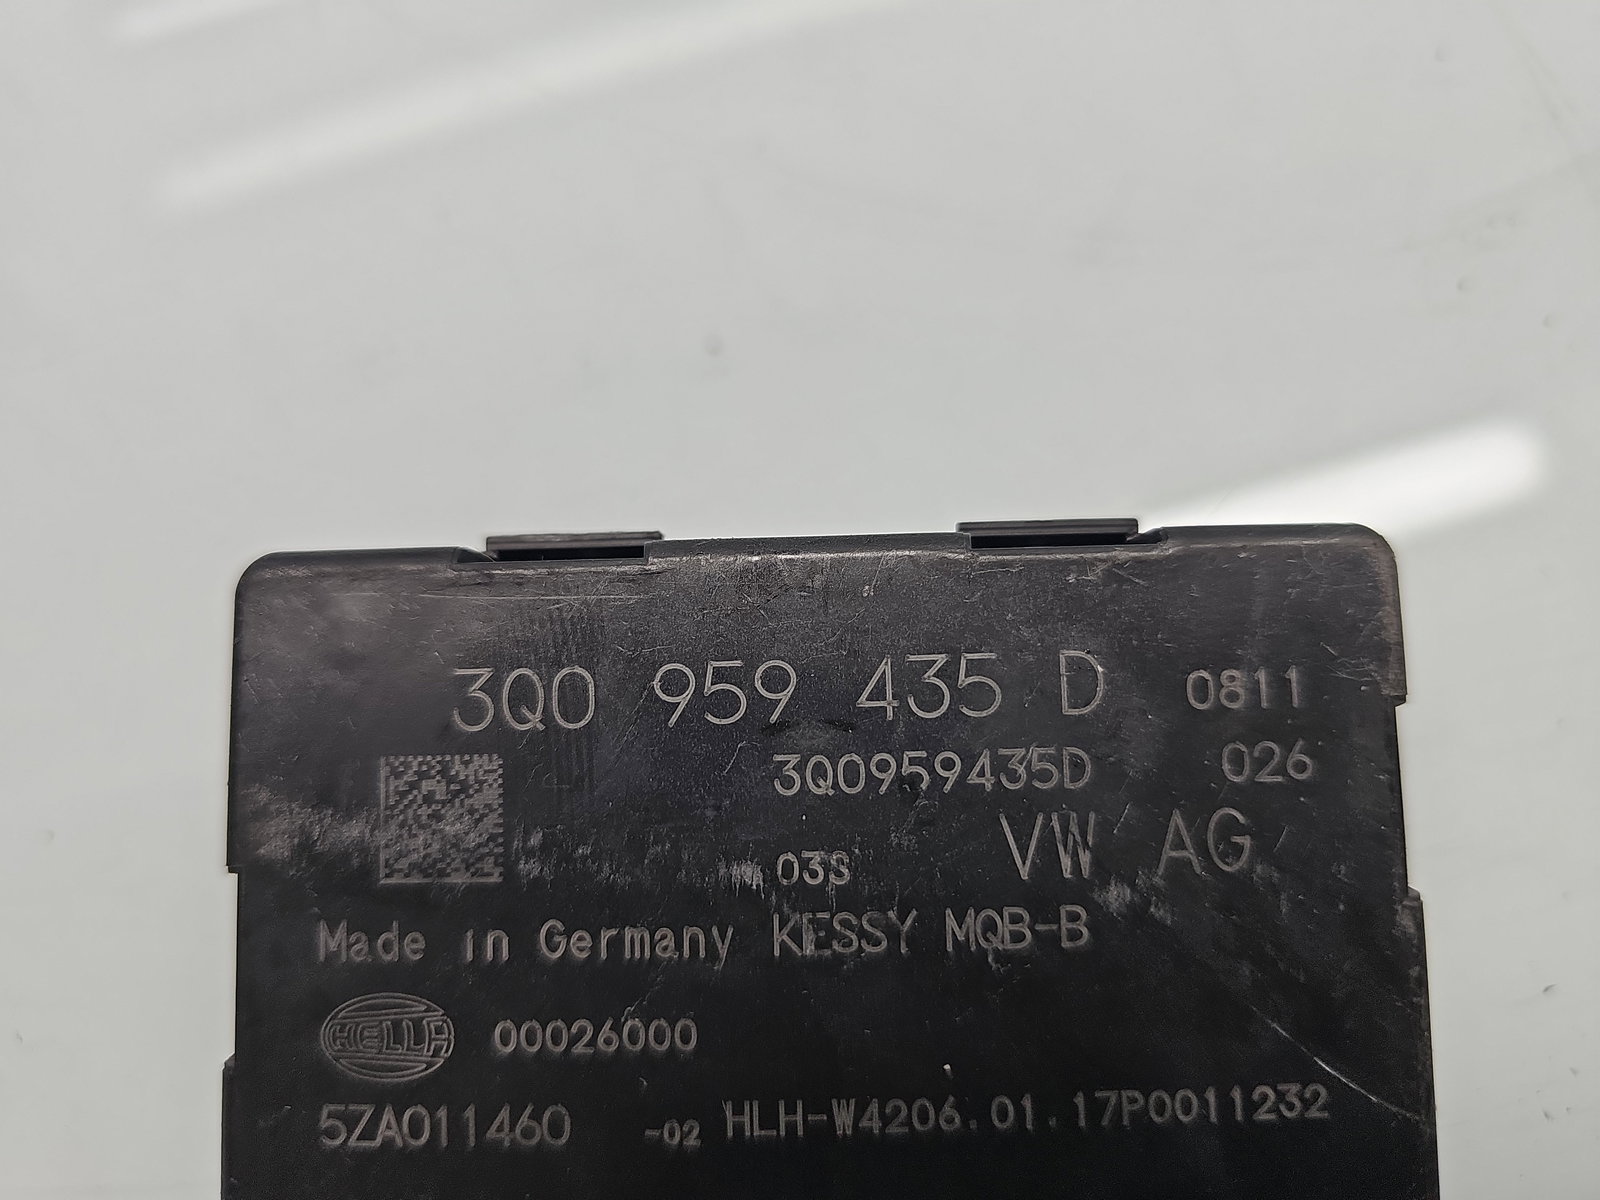 3Q0 959 435 D 0811
3Q0959435D 026
03S VW AG
Made in Germany KESSY MQB-B
HELLA 00026000
5ZA011460 -02 HLH-W4206.01.17P0011232